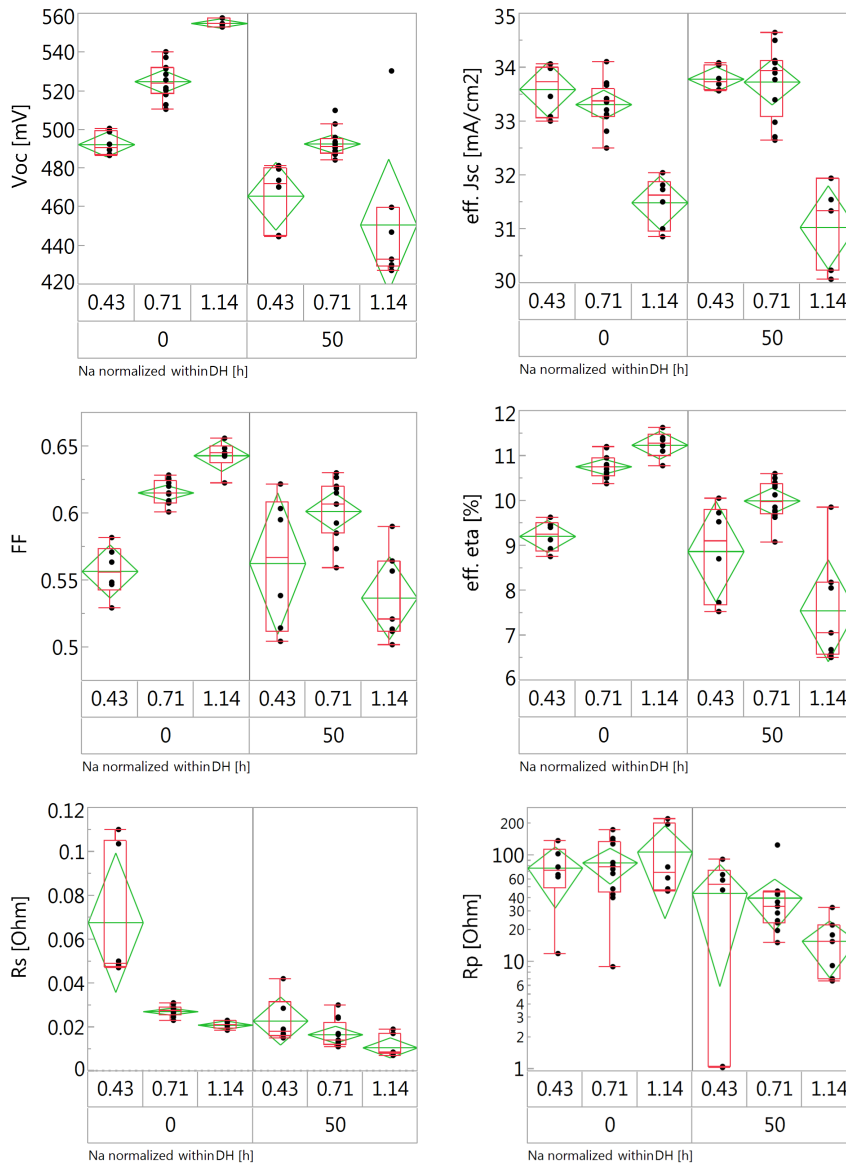 Voc [mV]
560
540
520
500
480
460
440
420
0.43 0.71 1.14 0.43 0.71 1.14
0 50
Na normalized withinDH [h]
eff. Jsc [mA/cm2]
35
34
33
32
31
30
0.43 0.71 1.14 0.43 0.71 1.14
0 50
Na normalized withinDH [h]
FF
0.65
0.6
0.55
0.5
0.43 0.71 1.14 0.43 0.71 1.14
0 50
Na normalized withinDH [h]
eff. eta [%]
12
11
10
9
8
7
6
0.43 0.71 1.14 0.43 0.71 1.14
0 50
Na normalized withinDH [h]
Rs [Ohm]
0.12
0.1
0.08
0.06
0.04
0.02
0
0.43 0.71 1.14 0.43 0.71 1.14
0 50
Na normalized withinDH [h]
Rp [Ohm]
200
100
60
40
30
20
10
6
4
3
2
1
0.43 0.71 1.14 0.43 0.71 1.14
0 50
Na normalized withinDH [h]